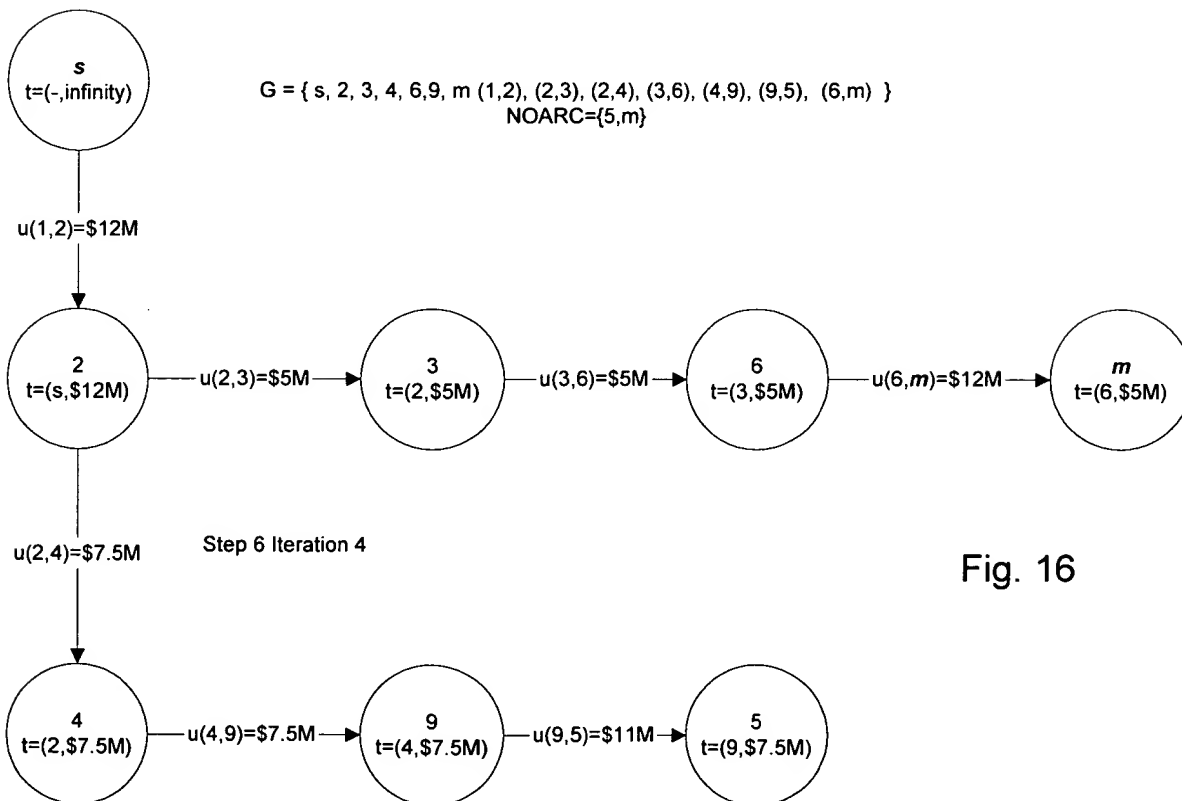 s
t=(-,infinity)
G = { s, 2, 3, 4, 6,9, m (1,2), (2,3), (2,4), (3,6), (4,9), (9,5), (6,m) }
NOARC={5,m}
u(1,2)=$12M
2
t=(s,$12M)
u(2,3)=$5M
3
t=(2,$5M)
u(3,6)=$5M
6
t=(3,$5M)
u(6,m)=$12M
m
t=(6,$5M)
u(2,4)=$7.5M
Step 6 Iteration 4
Fig. 16
4
t=(2,$7.5M)
u(4,9)=$7.5M
9
t=(4,$7.5M)
u(9,5)=$11M
5
t=(9,$7.5M)